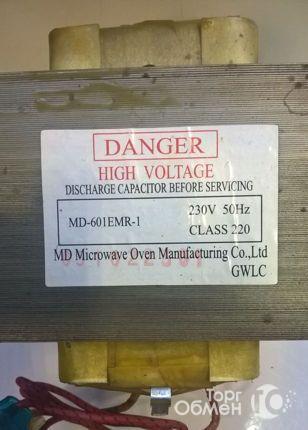 DANGER
HIGH VOLTAGE
DISCHARGE CAPACITOR BEFORE SERVICING
MD-601EMR-1
230V 50Hz
CLASS 220
MD Microwave Oven Manufacturing Co.,Ltd
GWLC
Торг
Обмен